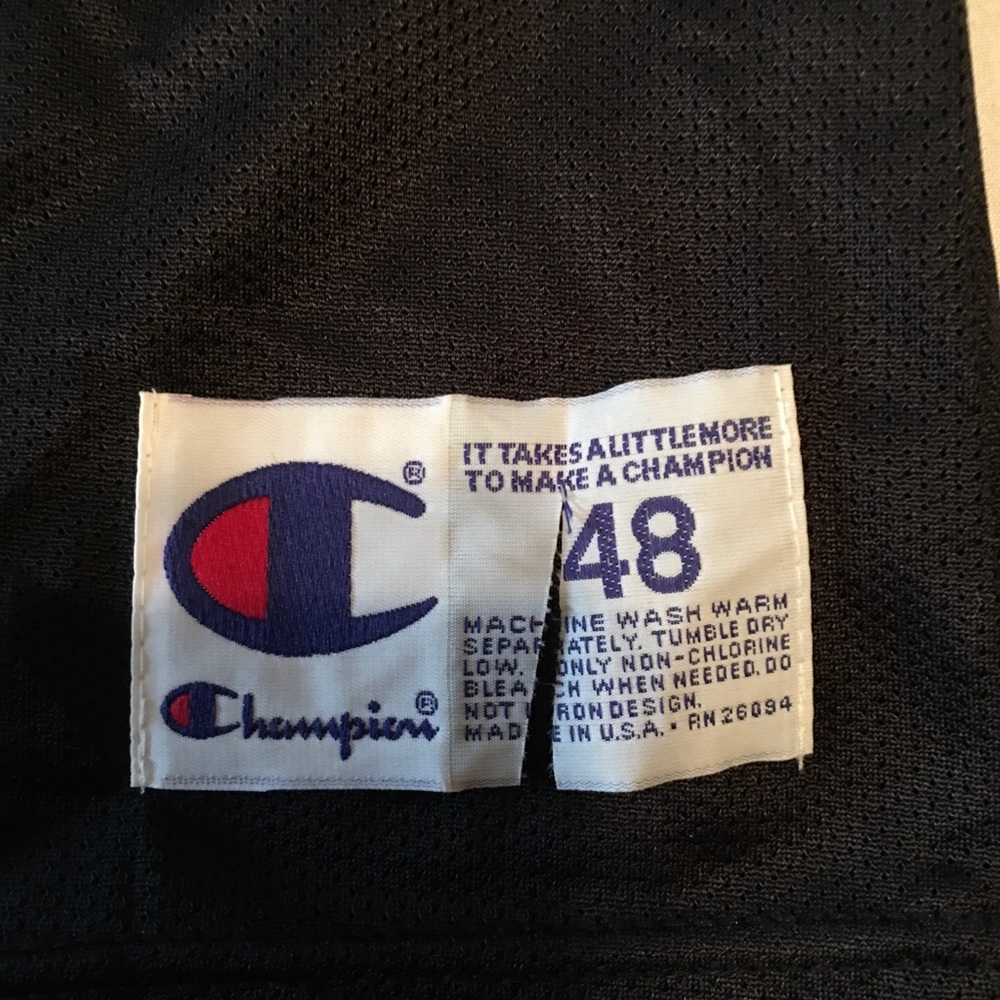 ®
Champion®
IT TAKES A LITTLE MORE
TO MAKE A CHAMPION
48
MACHINE WASH WARM
SEPARATELY. TUMBLE DRY
LOW. ONLY NON-CHLORINE
BLEACH WHEN NEEDED. DO
NOT IRON DESIGN.
MADE IN U.S.A. • RN 26094